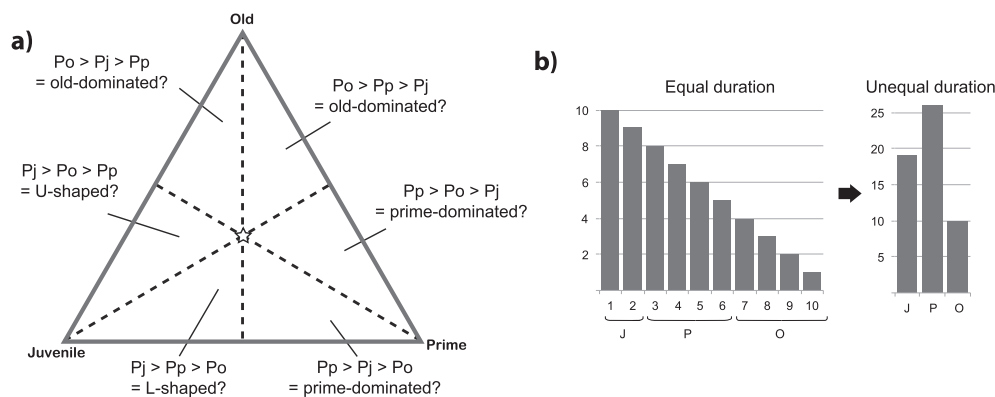 a)
Old
Po > Pj > Pp
= old-dominated?
Po > Pp > Pj
= old-dominated?
Pj > Po > Pp
= U-shaped?
Pp > Po > Pj
= prime-dominated?
Juvenile
Prime
Pj > Pp > Po
= L-shaped?
Pp > Pj > Po
= prime-dominated?
b)
Equal duration
10
8
6
4
2
1 2 3 4 5 6 7 8 9 10
J P O
Unequal duration
25
20
15
10
5
J P O